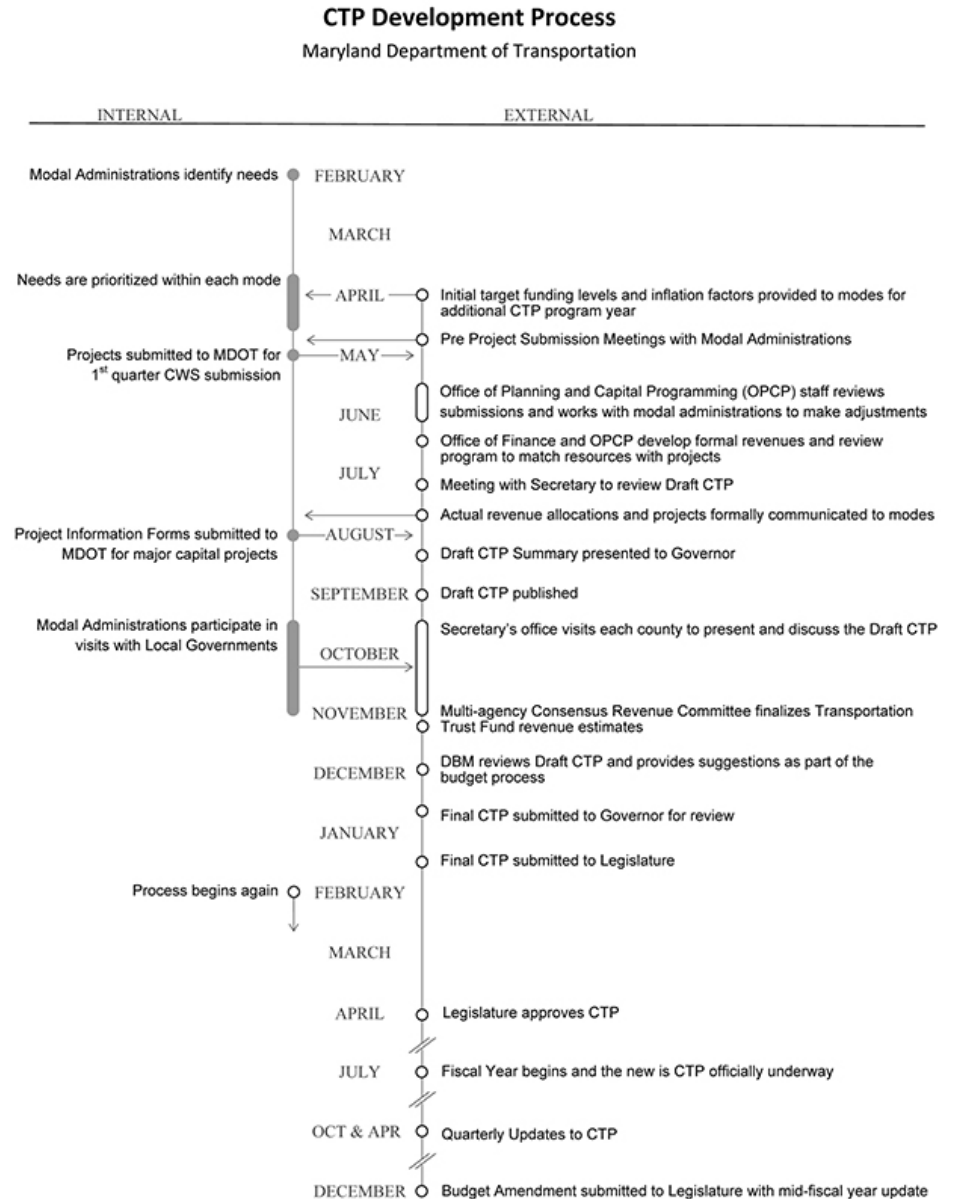 CTP Development Process
Maryland Department of Transportation
INTERNAL
EXTERNAL
Modal Administrations identify needs
FEBRUARY
MARCH
Needs are prioritized within each mode
APRIL
Initial target funding levels and inflation factors provided to modes for
additional CTP program year
Pre Project Submission Meetings with Modal Administrations
Projects submitted to MDOT for
1st quarter CWS submission
MAY
Office of Planning and Capital Programming (OPCP) staff reviews
submissions and works with modal administrations to make adjustments
JUNE
Office of Finance and OPCP develop formal revenues and review
program to match resources with projects
JULY
Meeting with Secretary to review Draft CTP
Actual revenue allocations and projects formally communicated to modes
Project Information Forms submitted to
MDOT for major capital projects
AUGUST
Draft CTP Summary presented to Governor
SEPTEMBER
Draft CTP published
Modal Administrations participate in
visits with Local Governments
Secretary's office visits each county to present and discuss the Draft CTP
OCTOBER
NOVEMBER
Multi-agency Consensus Revenue Committee finalizes Transportation
Trust Fund revenue estimates
DECEMBER
DBM reviews Draft CTP and provides suggestions as part of the
budget process
Final CTP submitted to Governor for review
JANUARY
Final CTP submitted to Legislature
Process begins again
FEBRUARY
MARCH
APRIL
Legislature approves CTP
JULY
Fiscal Year begins and the new is CTP officially underway
OCT & APR
Quarterly Updates to CTP
DECEMBER
Budget Amendment submitted to Legislature with mid-fiscal year update